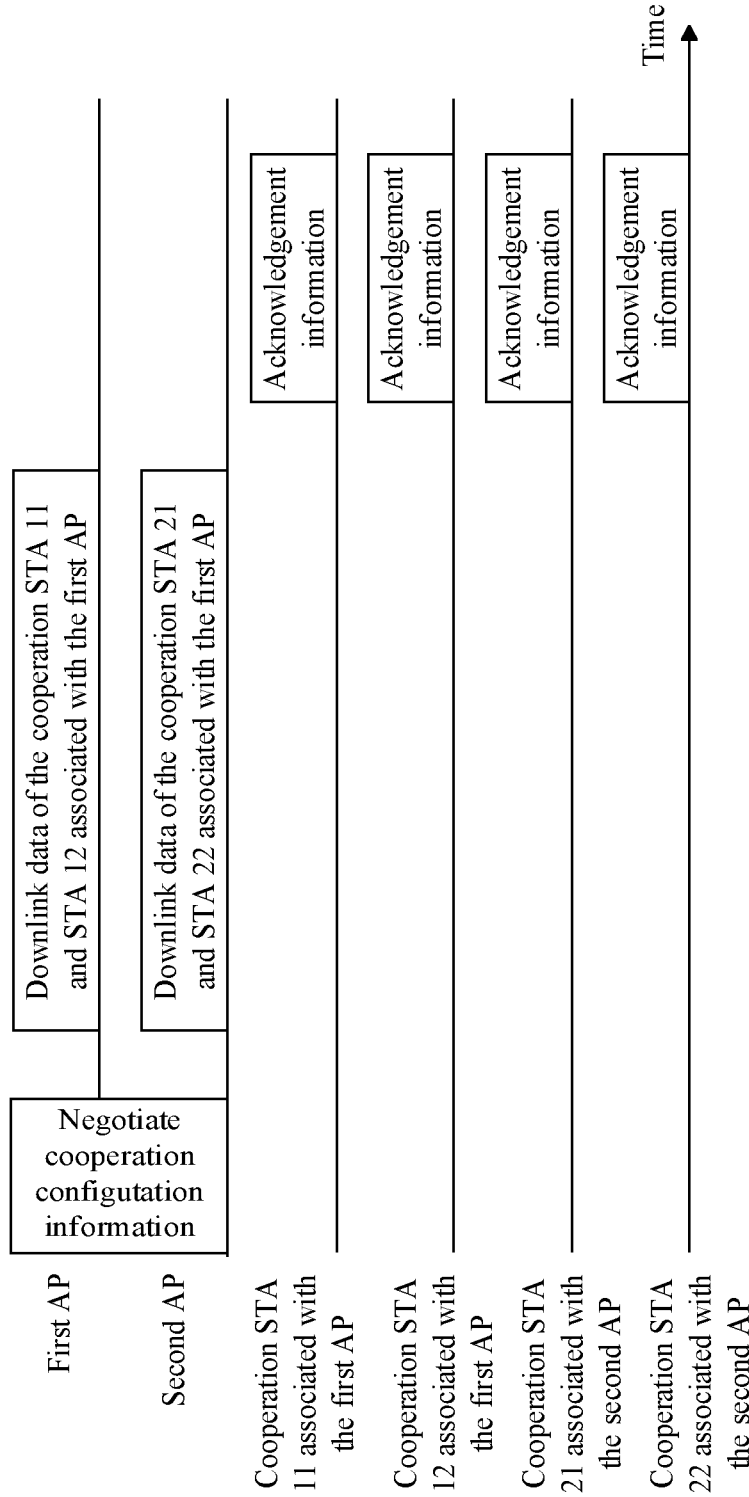 First AP
Negotiate
cooperation
configutation
information
Downlink data of the cooperation STA 11
and STA 12 associated with the first AP
Second AP
Downlink data of the cooperation STA 21
and STA 22 associated with the first AP
Cooperation STA
11 associated with
the first AP
Acknowledgement
information
Cooperation STA
12 associated with
the first AP
Acknowledgement
information
Cooperation STA
21 associated with
the second AP
Acknowledgement
information
Cooperation STA
22 associated with
the second AP
Acknowledgement
information
Time